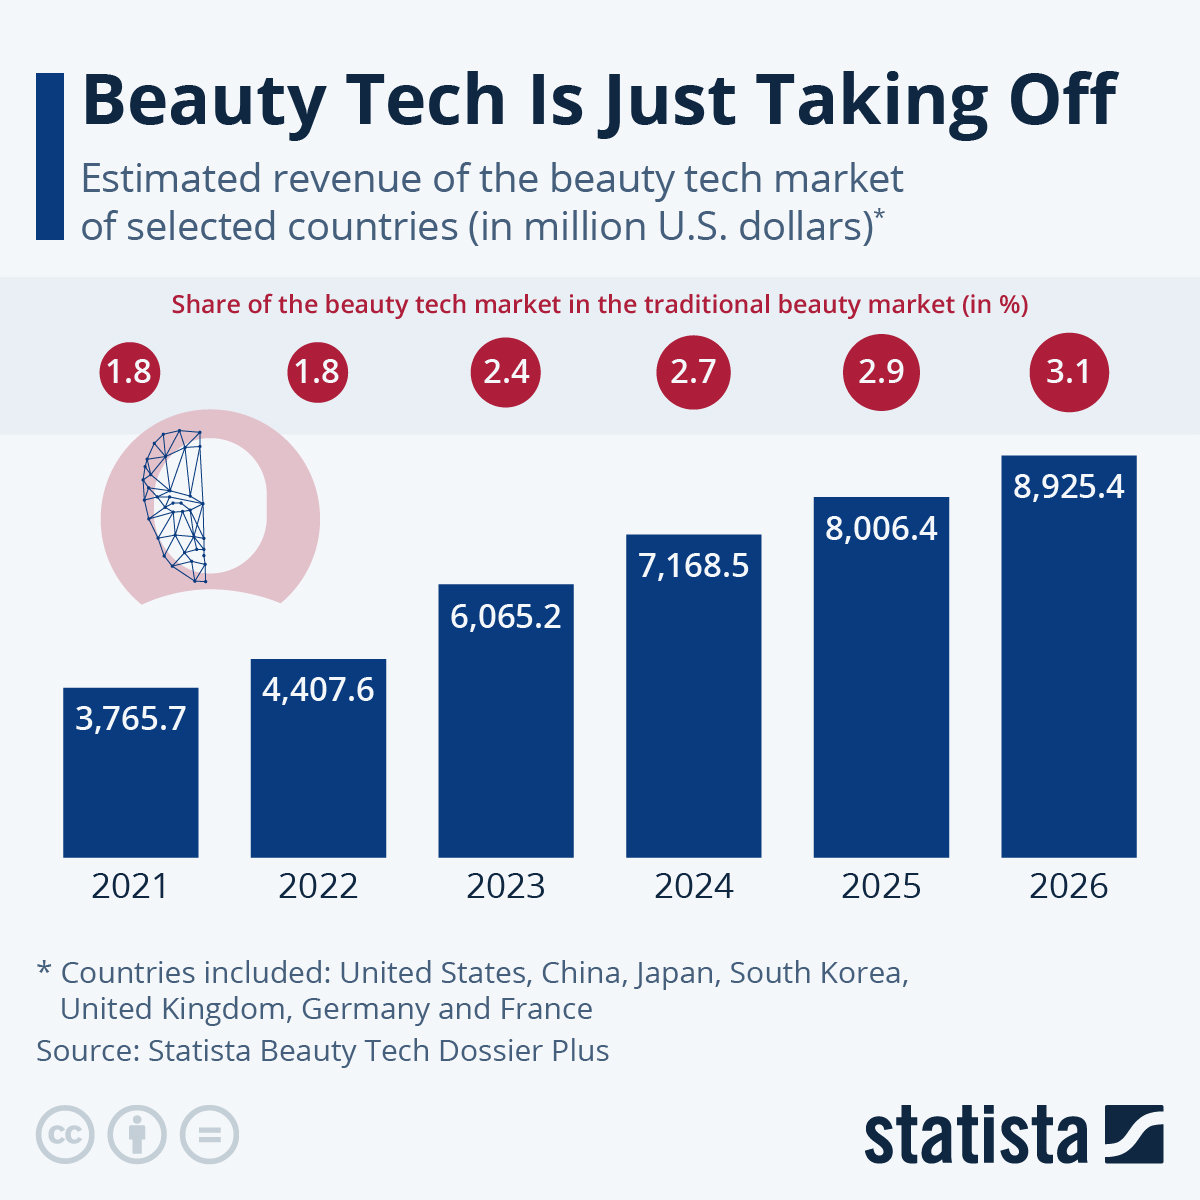 Beauty Tech Is Just Taking Off
Estimated revenue of the beauty tech market
of selected countries (in million U.S. dollars)*
Share of the beauty tech market in the traditional beauty market (in %)
1.8 1.8 2.4 2.7 2.9 3.1
3,765.7 4,407.6 6,065.2 7,168.5 8,006.4 8,925.4
2021 2022 2023 2024 2025 2026
* Countries included: United States, China, Japan, South Korea,
United Kingdom, Germany and France
Source: Statista Beauty Tech Dossier Plus
cc
statista